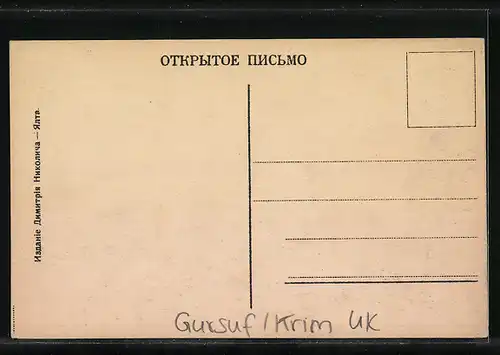 ОТКРЫТОЕ ПИСЬМО
Изданіе Димитрія Николича — Ялта.
Gursuf / Krim UK